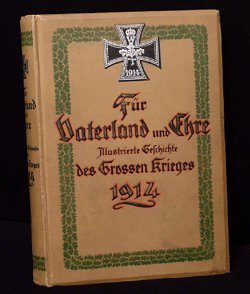 1914
Für
Vaterland und Ehre
Illustrierte Geschichte
des Grossen Krieges
1914